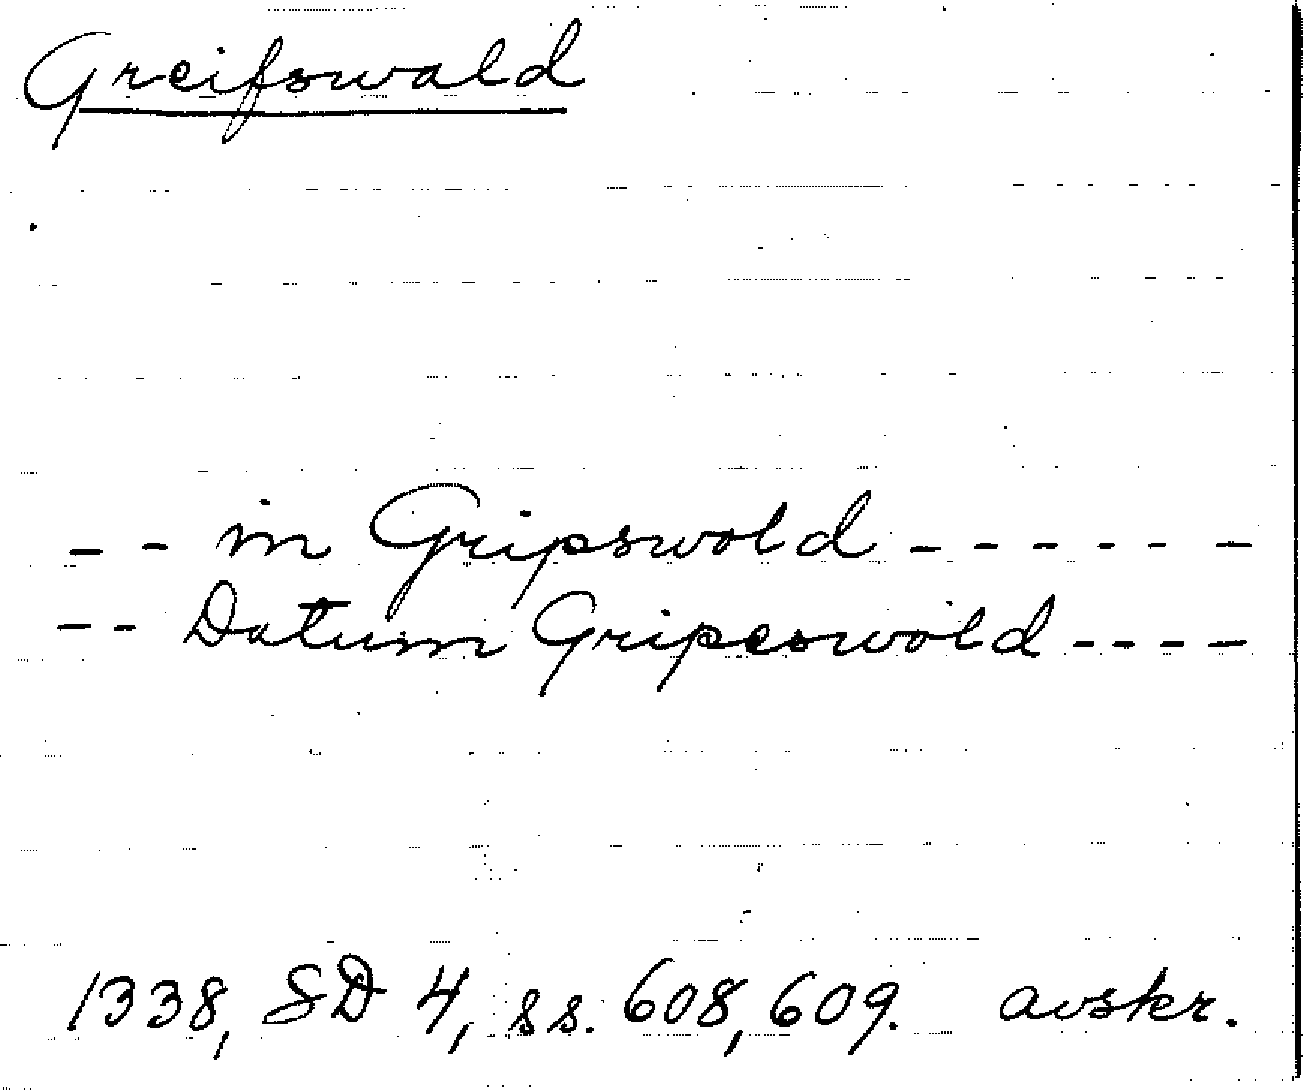 Greifswald
-- in Gripswold ------
-- Datum Gripeswold ----
1338, SD 4, ss. 608, 609. avskr.